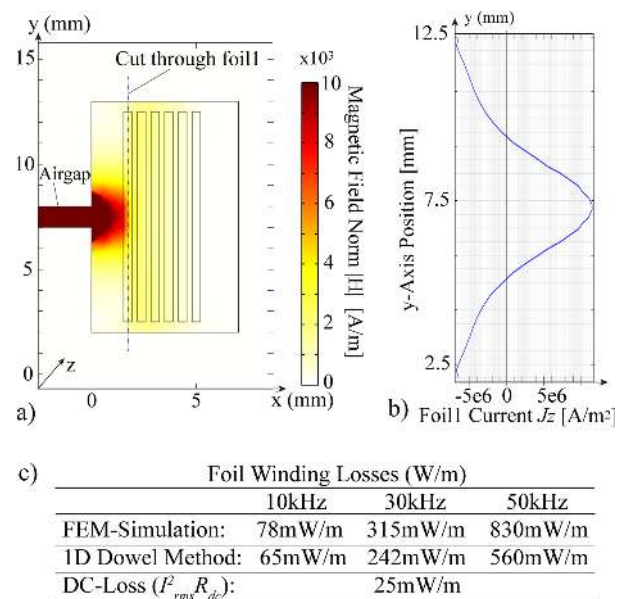 y (mm)
Cut through foil1
x10³
15
10
5
0
Airgap
z
0
5
x (mm)
a)
10
8
6
4
2
0
Magnetic Field Norm |H| [A/m]
y (mm)
12.5
7.5
2.5
y-Axis Position [mm]
-5e6 0 5e6
b) Foil1 Current Jz [A/m²]
c) Foil Winding Losses (W/m)
10kHz 30kHz 50kHz
FEM-Simulation: 78mW/m 315mW/m 830mW/m
1D Dowel Method: 65mW/m 242mW/m 560mW/m
DC-Loss (I²rmsRdc): 25mW/m